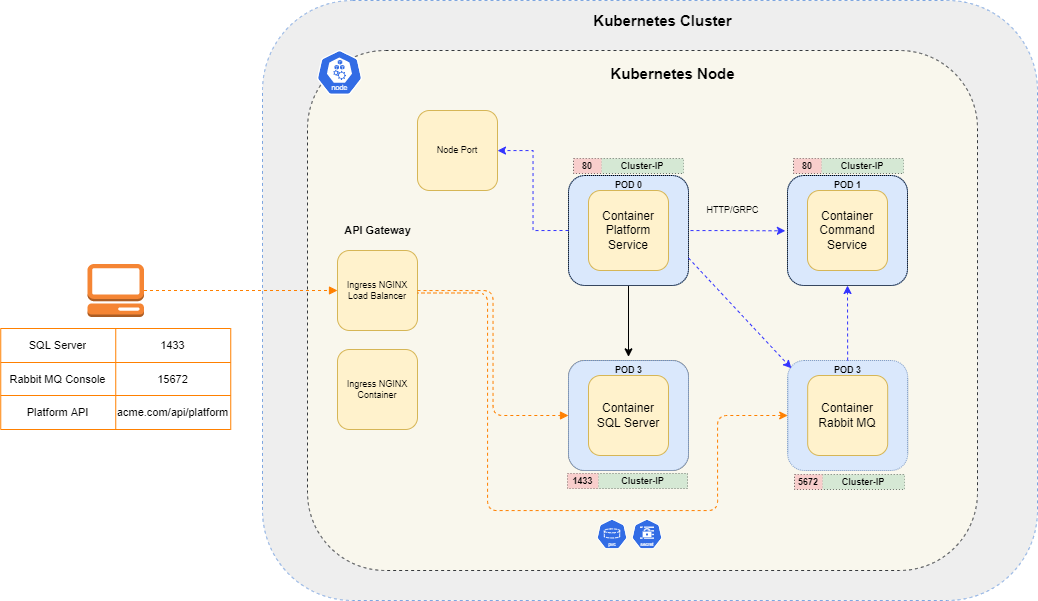 Kubernetes Cluster
Kubernetes Node
node
Node Port
80 Cluster-IP
POD 0
Container
Platform
Service
HTTP/GRPC
80 Cluster-IP
POD 1
Container
Command
Service
API Gateway
Ingress NGINX
Load Balancer
Ingress NGINX
Container
SQL Server 1433
Rabbit MQ Console 15672
Platform API acme.com/api/platform
POD 3
Container
SQL Server
1433 Cluster-IP
POD 3
Container
Rabbit MQ
5672 Cluster-IP
pvc
secret